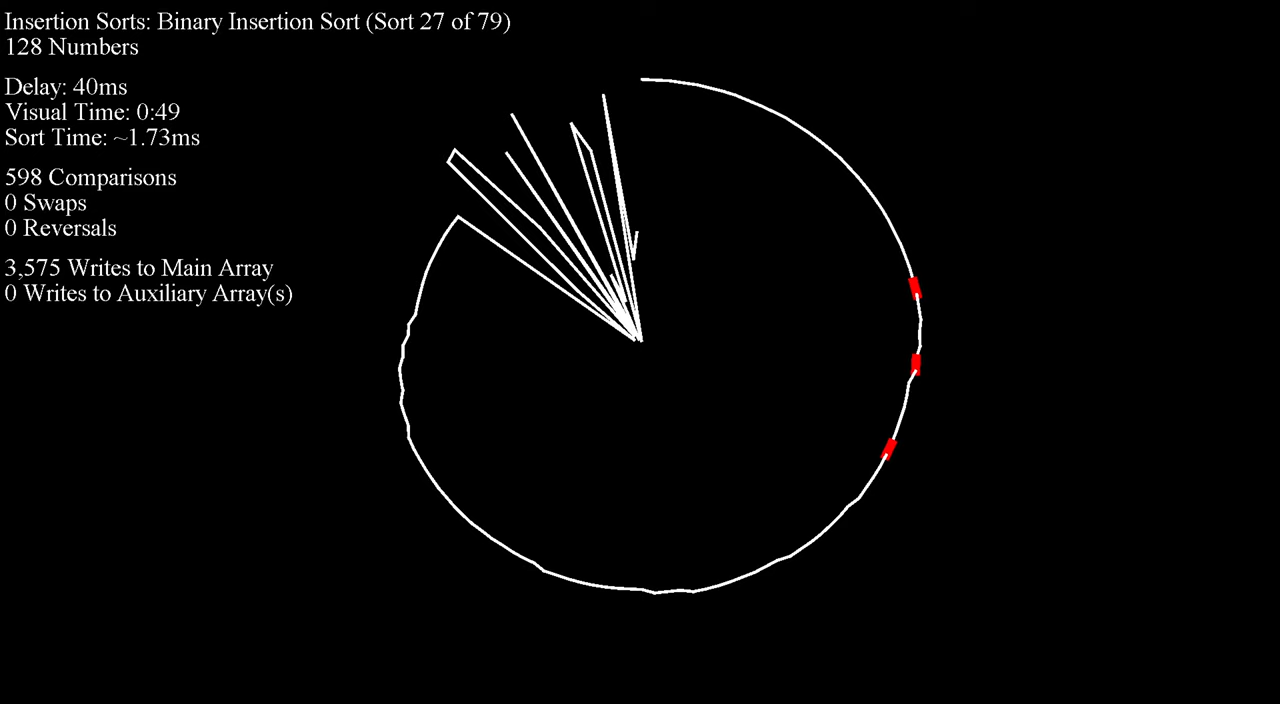 Insertion Sorts: Binary Insertion Sort (Sort 27 of 79)
128 Numbers
Delay: 40ms
Visual Time: 0:49
Sort Time: ~1.73ms
598 Comparisons
0 Swaps
0 Reversals
3,575 Writes to Main Array
0 Writes to Auxiliary Array(s)